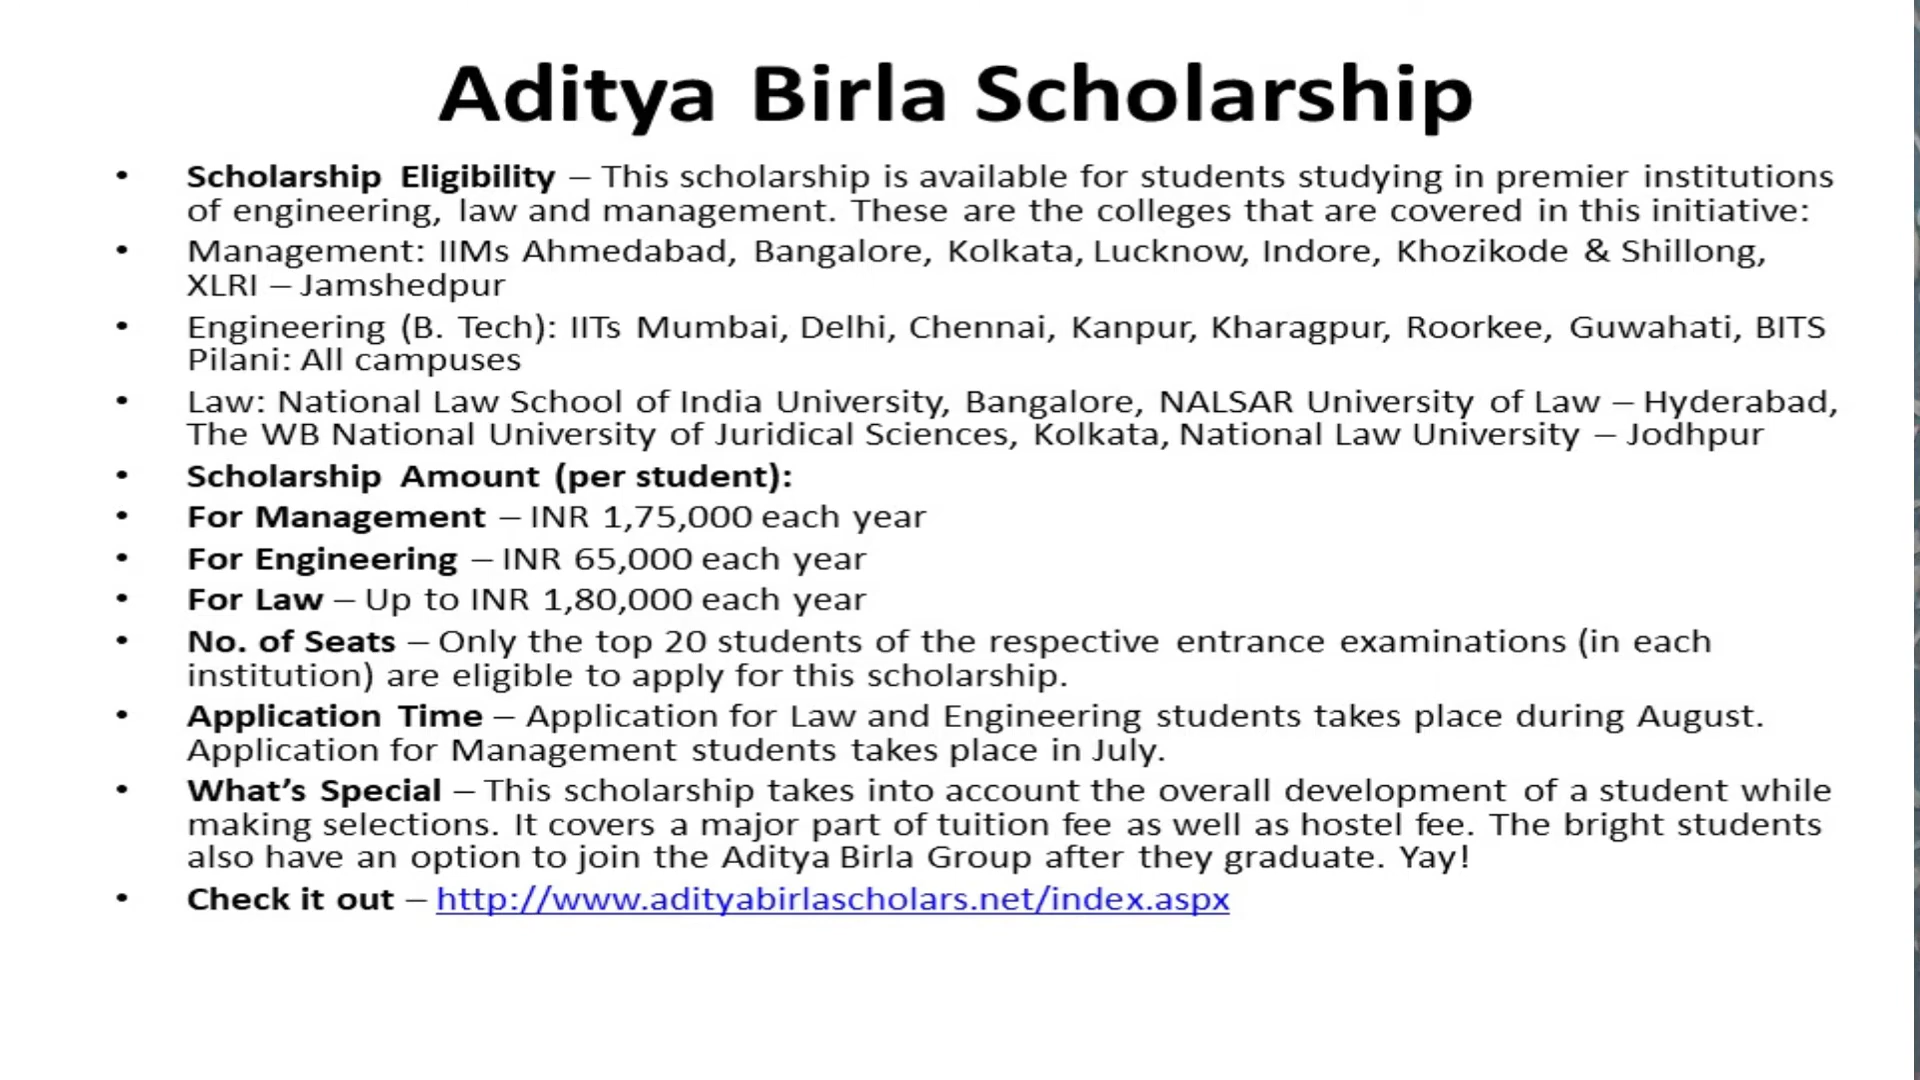 Aditya Birla Scholarship
• Scholarship Eligibility – This scholarship is available for students studying in premier institutions
of engineering, law and management. These are the colleges that are covered in this initiative:
• Management: IIMs Ahmedabad, Bangalore, Kolkata, Lucknow, Indore, Khozikode & Shillong,
XLRI – Jamshedpur
• Engineering (B. Tech): IITs Mumbai, Delhi, Chennai, Kanpur, Kharagpur, Roorkee, Guwahati, BITS
Pilani: All campuses
• Law: National Law School of India University, Bangalore, NALSAR University of Law – Hyderabad,
The WB National University of Juridical Sciences, Kolkata, National Law University – Jodhpur
• Scholarship Amount (per student):
• For Management – INR 1,75,000 each year
• For Engineering – INR 65,000 each year
• For Law – Up to INR 1,80,000 each year
• No. of Seats – Only the top 20 students of the respective entrance examinations (in each
institution) are eligible to apply for this scholarship.
• Application Time – Application for Law and Engineering students takes place during August.
Application for Management students takes place in July.
• What’s Special – This scholarship takes into account the overall development of a student while
making selections. It covers a major part of tuition fee as well as hostel fee. The bright students
also have an option to join the Aditya Birla Group after they graduate. Yay!
• Check it out – http://www.adityabirlascholars.net/index.aspx